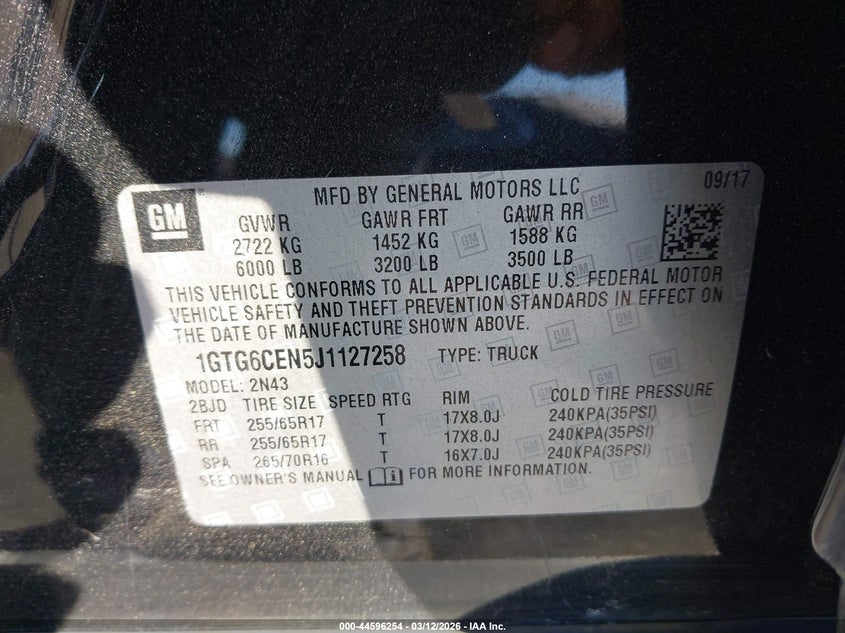 GM
MFD BY GENERAL MOTORS LLC 09/17
GVWR GAWR FRT GAWR RR
2722 KG 1452 KG 1588 KG
6000 LB 3200 LB 3500 LB
THIS VEHICLE CONFORMS TO ALL APPLICABLE U.S. FEDERAL MOTOR
VEHICLE SAFETY AND THEFT PREVENTION STANDARDS IN EFFECT ON
THE DATE OF MANUFACTURE SHOWN ABOVE.
1GTG6CEN5J1127258 TYPE: TRUCK
MODEL: 2N43
2BJD TIRE SIZE SPEED RTG RIM COLD TIRE PRESSURE
FRT 255/65R17 T 17X8.0J 240KPA(35PSI)
RR 255/65R17 T 17X8.0J 240KPA(35PSI)
SPA 265/70R16 T 16X7.0J 240KPA(35PSI)
SEE OWNER'S MANUAL FOR MORE INFORMATION.
000-44596254 - 03/12/2026 - IAA Inc.